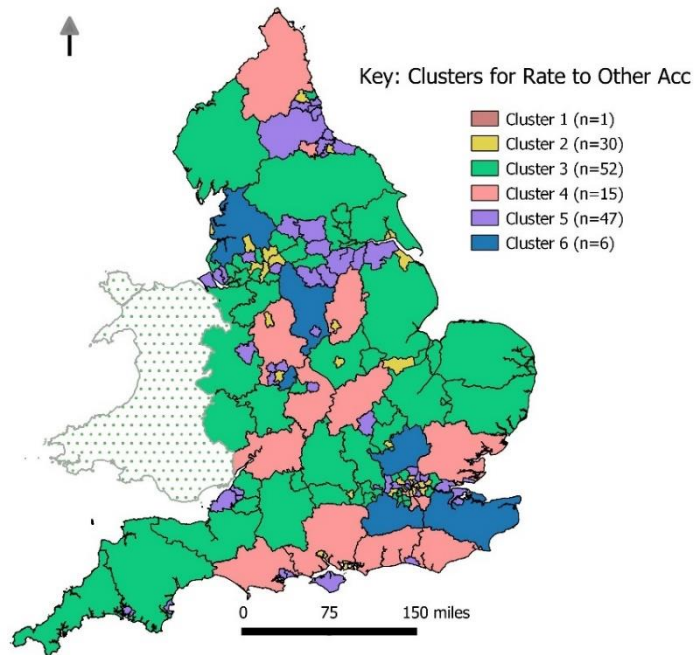 Key: Clusters for Rate to Other Acc
Cluster 1 (n=1)
Cluster 2 (n=30)
Cluster 3 (n=52)
Cluster 4 (n=15)
Cluster 5 (n=47)
Cluster 6 (n=6)
0 75 150 miles